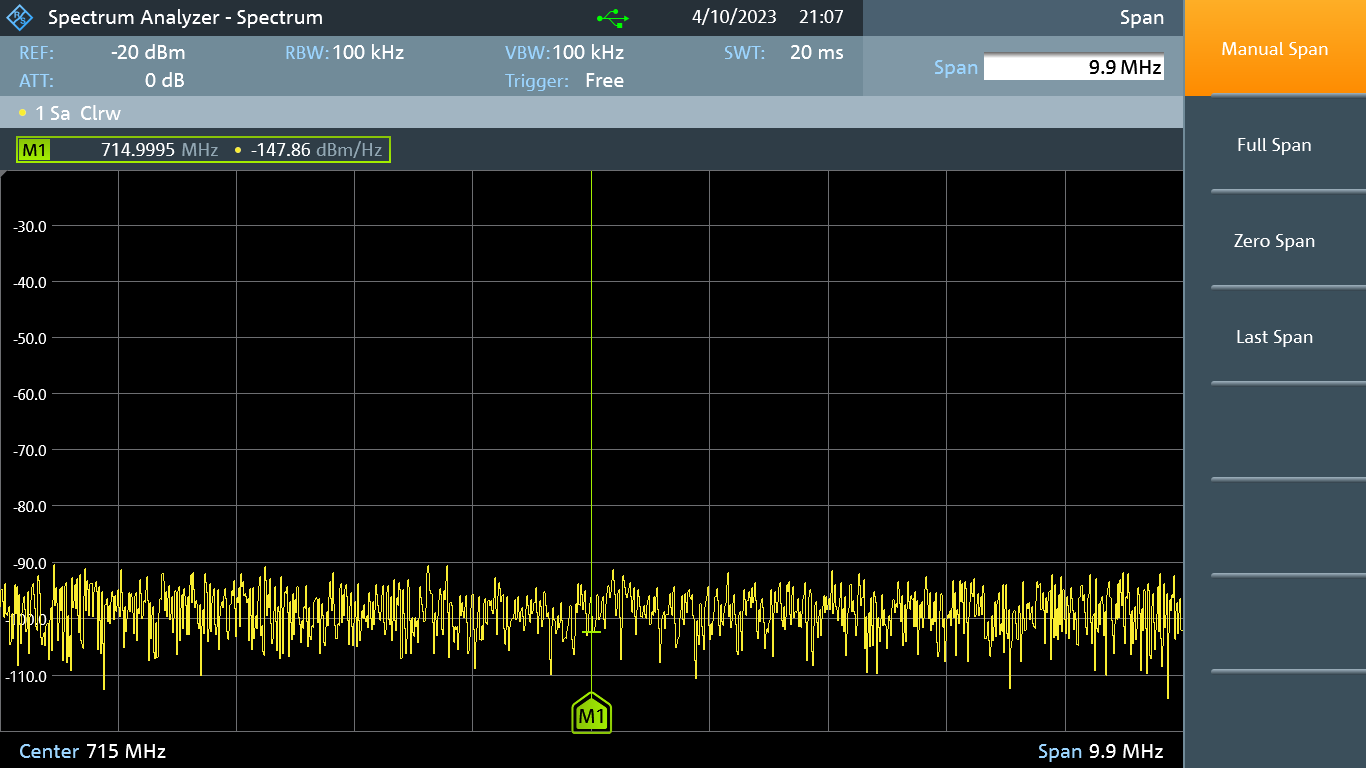 Spectrum Analyzer - Spectrum 4/10/2023 21:07 Span
REF: -20 dBm RBW: 100 kHz VBW: 100 kHz SWT: 20 ms
ATT: 0 dB Trigger: Free
Span 9.9 MHz
1 Sa Clrw
M1 714.9995 MHz • -147.86 dBm/Hz
-30.0
-40.0
-50.0
-60.0
-70.0
-80.0
-90.0
-100.0
-110.0
M1
Center 715 MHz Span 9.9 MHz
Manual Span
Full Span
Zero Span
Last Span